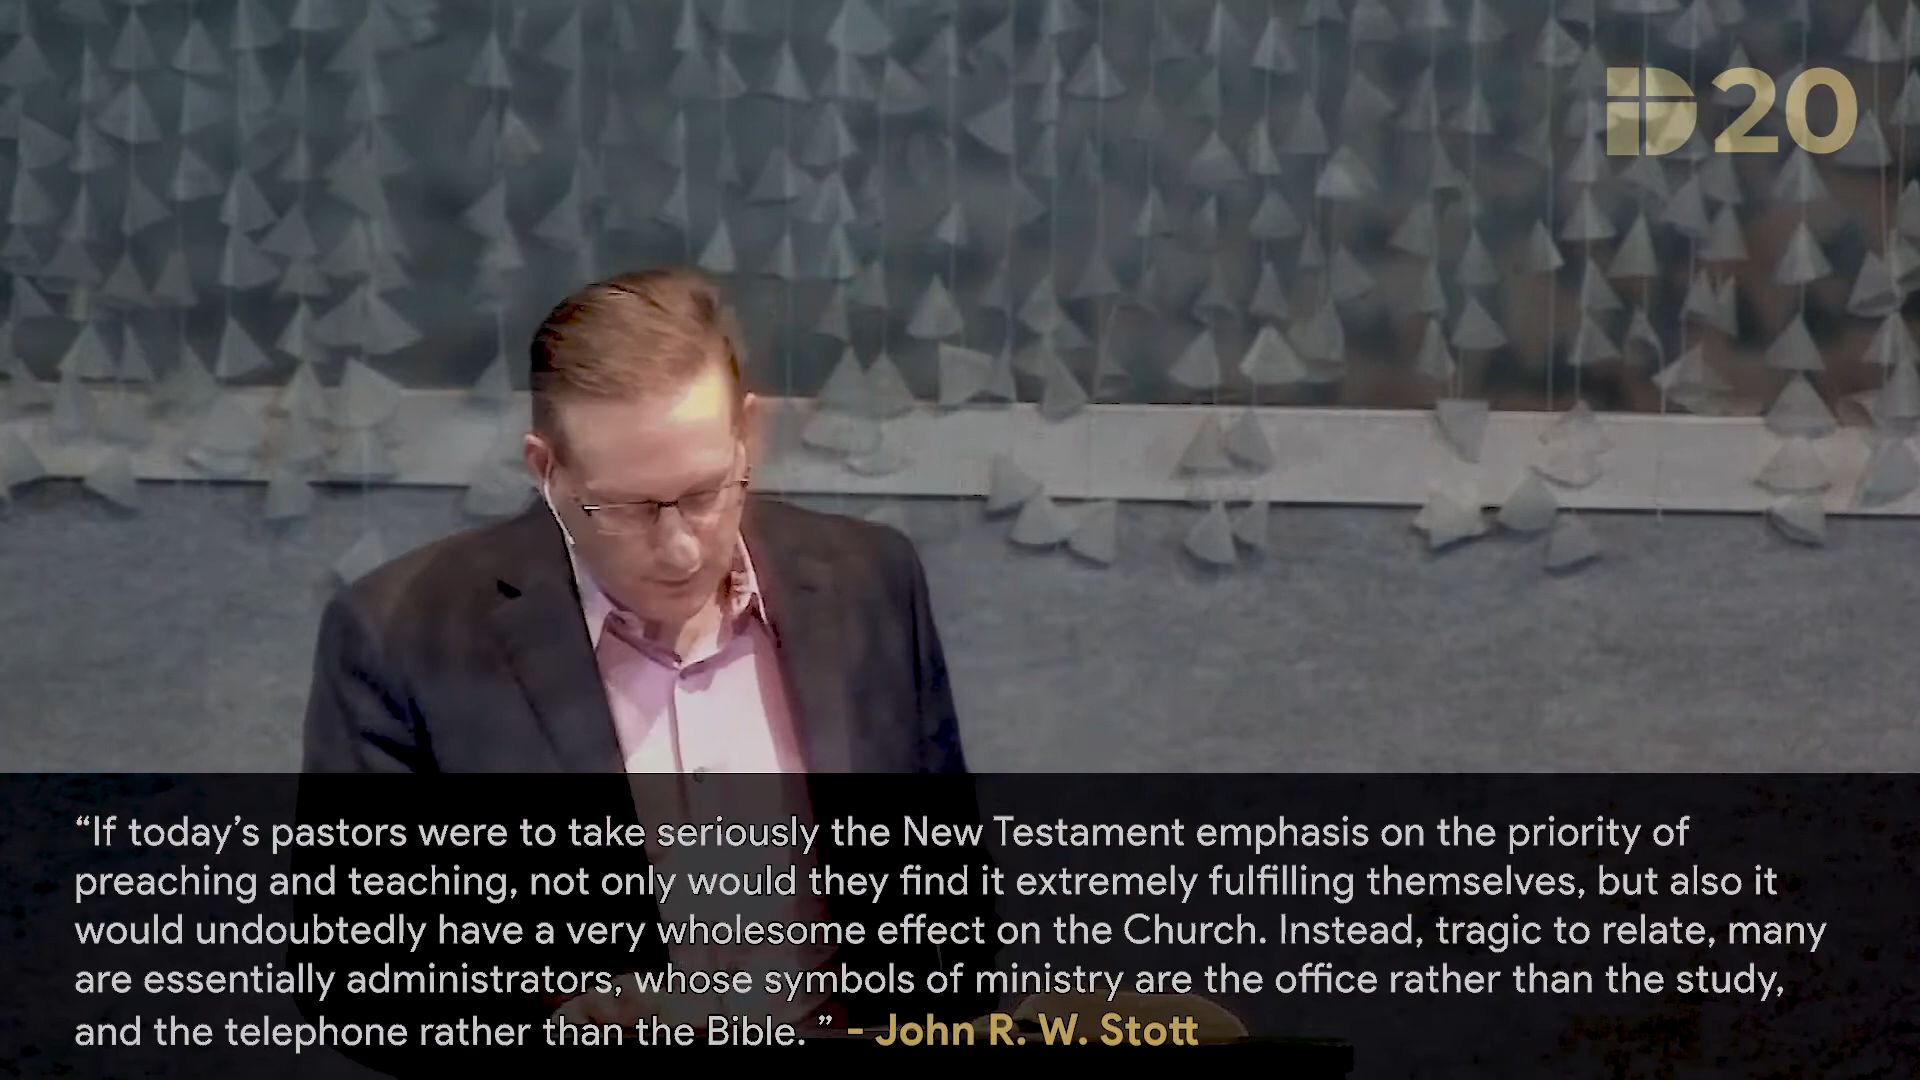 D20
“If today’s pastors were to take seriously the New Testament emphasis on the priority of
preaching and teaching, not only would they find it extremely fulfilling themselves, but also it
would undoubtedly have a very wholesome effect on the Church. Instead, tragic to relate, many
are essentially administrators, whose symbols of ministry are the office rather than the study,
and the telephone rather than the Bible. ” - John R. W. Stott